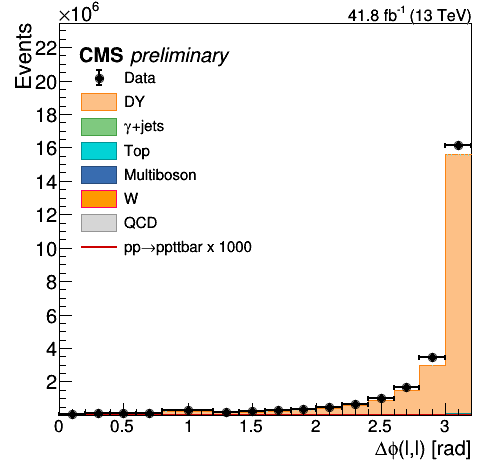 ×10⁶
41.8 fb⁻¹ (13 TeV)
Events
CMS preliminary
Data
DY
γ+jets
Top
Multiboson
W
QCD
pp→ppttbar x 1000
22
20
18
16
14
12
10
8
6
4
2
0 0.5 1 1.5 2 2.5 3
Δϕ(l,l) [rad]